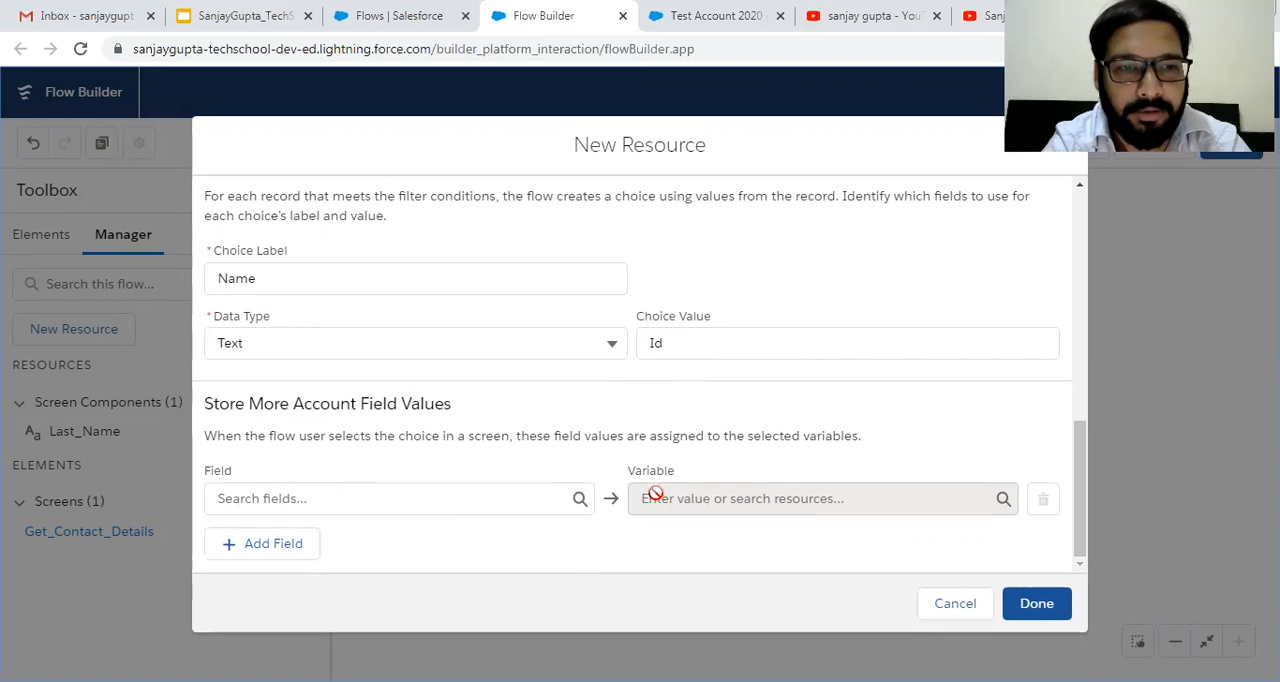 Inbox - sanjaygupt
SanjayGupta_TechS
Flows | Salesforce
Flow Builder
Test Account 2020
sanjay gupta - You
San
sanjaygupta-techschool-dev-ed.lightning.force.com/builder_platform_interaction/flowBuilder.app
Flow Builder
New Resource
Toolbox
Elements
Manager
Search this flow...
New Resource
RESOURCES
Screen Components (1)
Last_Name
ELEMENTS
Screens (1)
Get_Contact_Details
For each record that meets the filter conditions, the flow creates a choice using values from the record. Identify which fields to use for
each choice's label and value.
* Choice Label
Name
* Data Type
Choice Value
Text
Id
Store More Account Field Values
When the flow user selects the choice in a screen, these field values are assigned to the selected variables.
Field
Variable
Search fields...
Enter value or search resources...
+ Add Field
Cancel
Done